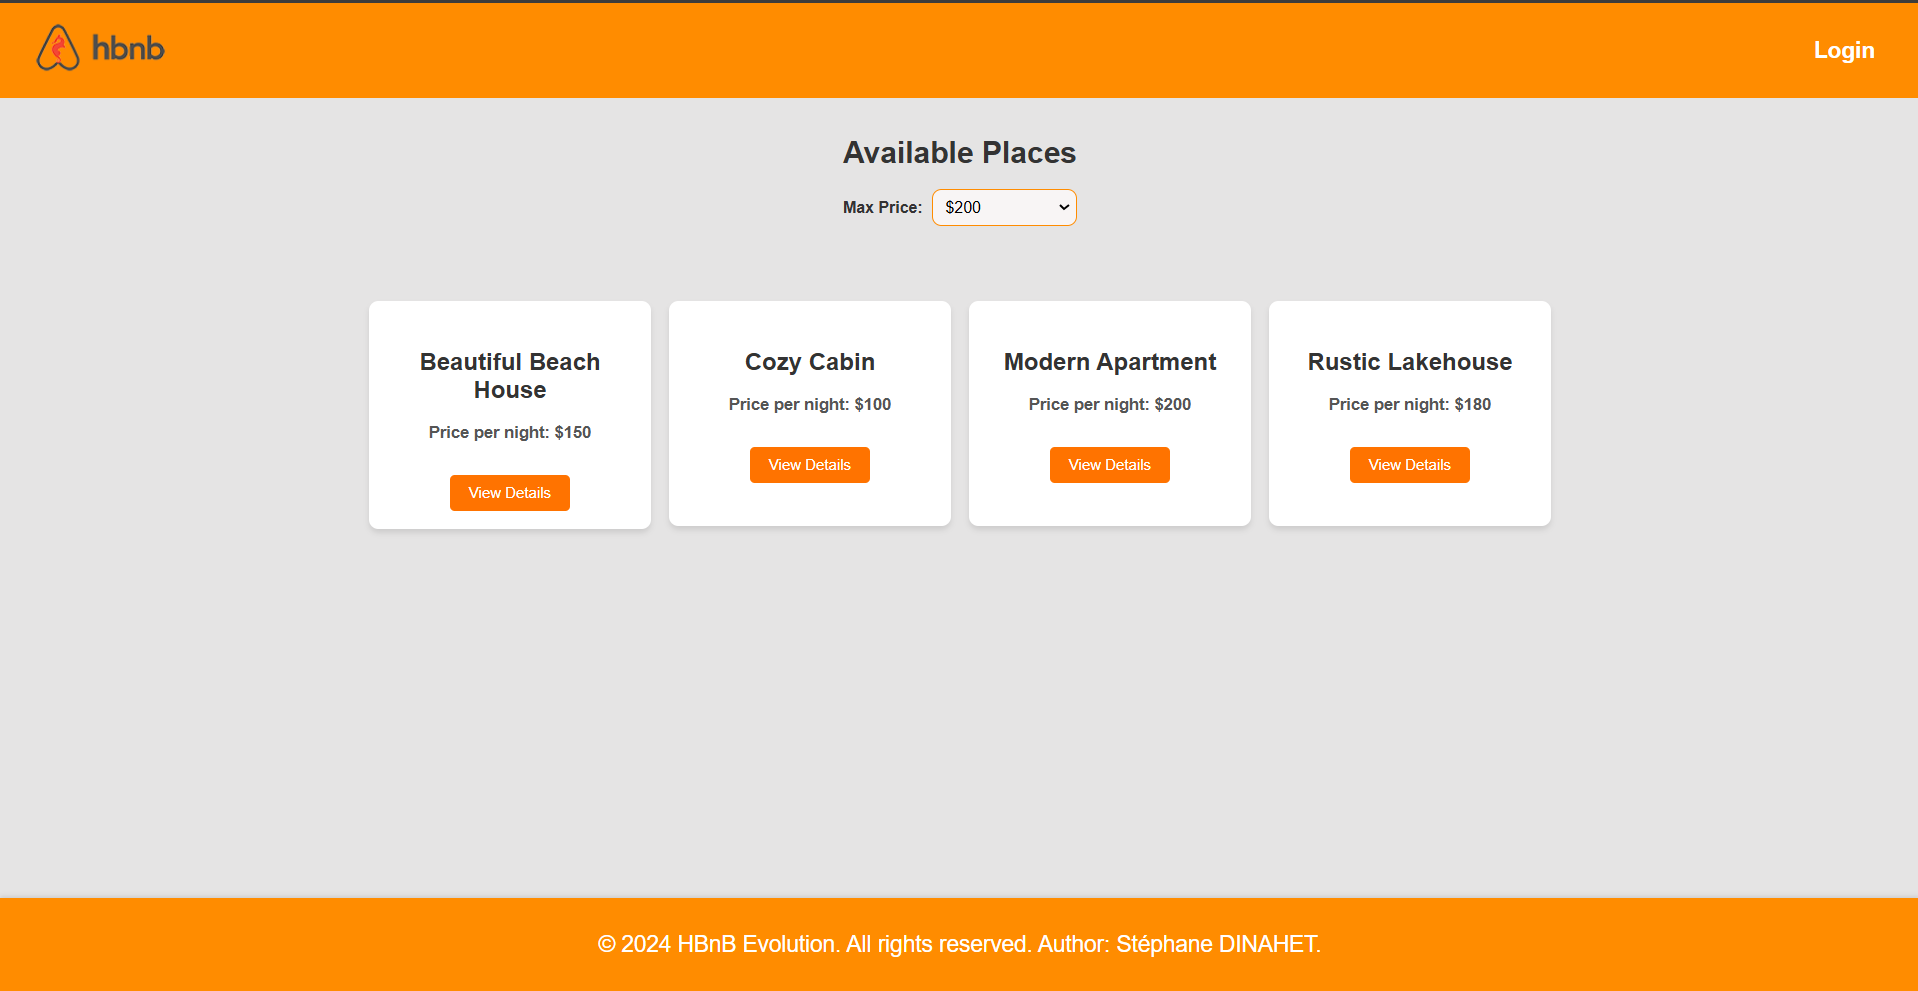 hbnb
Login
Available Places
Max Price: $200
Beautiful Beach
House
Price per night: $150
View Details
Cozy Cabin
Price per night: $100
View Details
Modern Apartment
Price per night: $200
View Details
Rustic Lakehouse
Price per night: $180
View Details
© 2024 HBnB Evolution. All rights reserved. Author: Stéphane DINAHET.